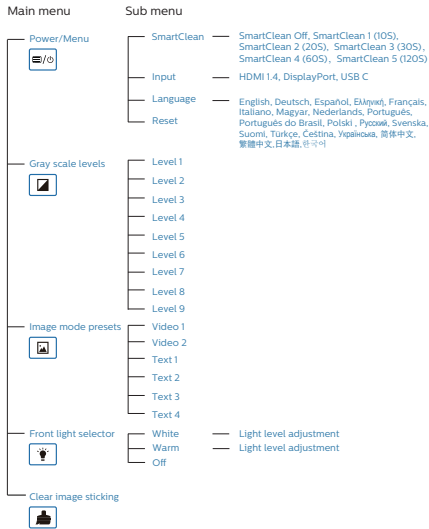 Main menu
Sub menu
Power/Menu
SmartClean
SmartClean Off, SmartClean 1 (10S),
SmartClean 2 (20S), SmartClean 3 (30S),
SmartClean 4 (60S), SmartClean 5 (120S)
Input
HDMI 1.4, DisplayPort, USB C
Language
English, Deutsch, Español, Ελληνική, Français,
Italiano, Magyar, Nederlands, Português,
Português do Brasil, Polski , Русский, Svenska,
Suomi, Türkçe, Čeština, Українська, 简体中文,
繁體中文,日本語,한국어
Reset
Gray scale levels
Level 1
Level 2
Level 3
Level 4
Level 5
Level 6
Level 7
Level 8
Level 9
Image mode presets
Video 1
Video 2
Text 1
Text 2
Text 3
Text 4
Front light selector
White
Light level adjustment
Warm
Light level adjustment
Off
Clear image sticking